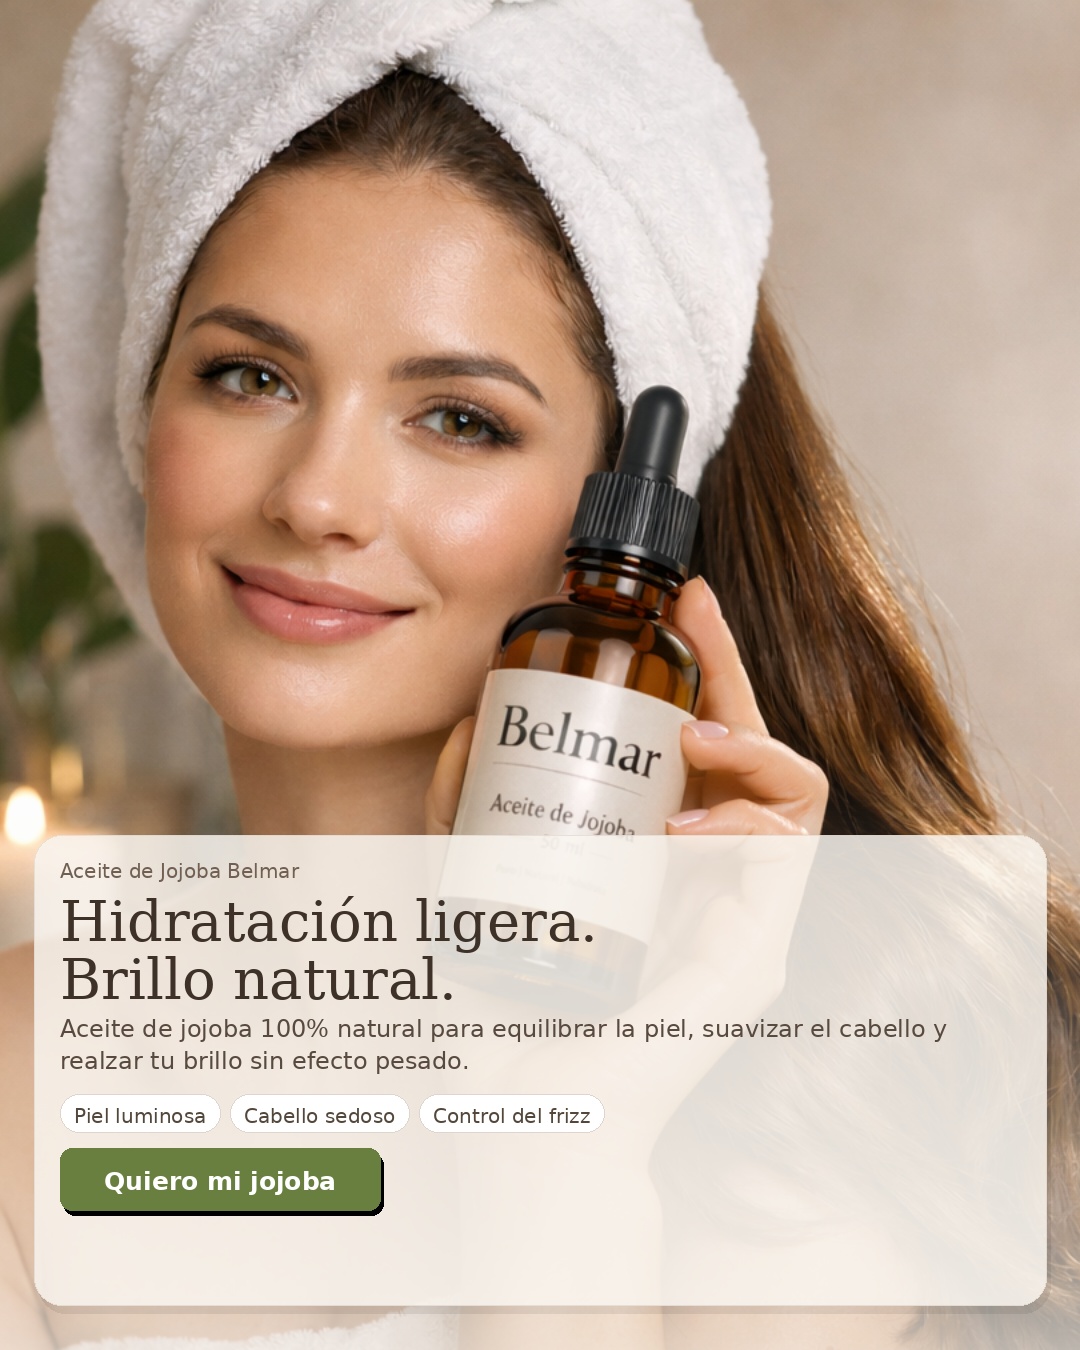 Belmar
Aceite de Jojoba
50 ml
Aceite de Jojoba Belmar
Hidratación ligera.
Brillo natural.
Aceite de jojoba 100% natural para equilibrar la piel, suavizar el cabello y
realzar tu brillo sin efecto pesado.
Piel luminosa
Cabello sedoso
Control del frizz
Quiero mi jojoba